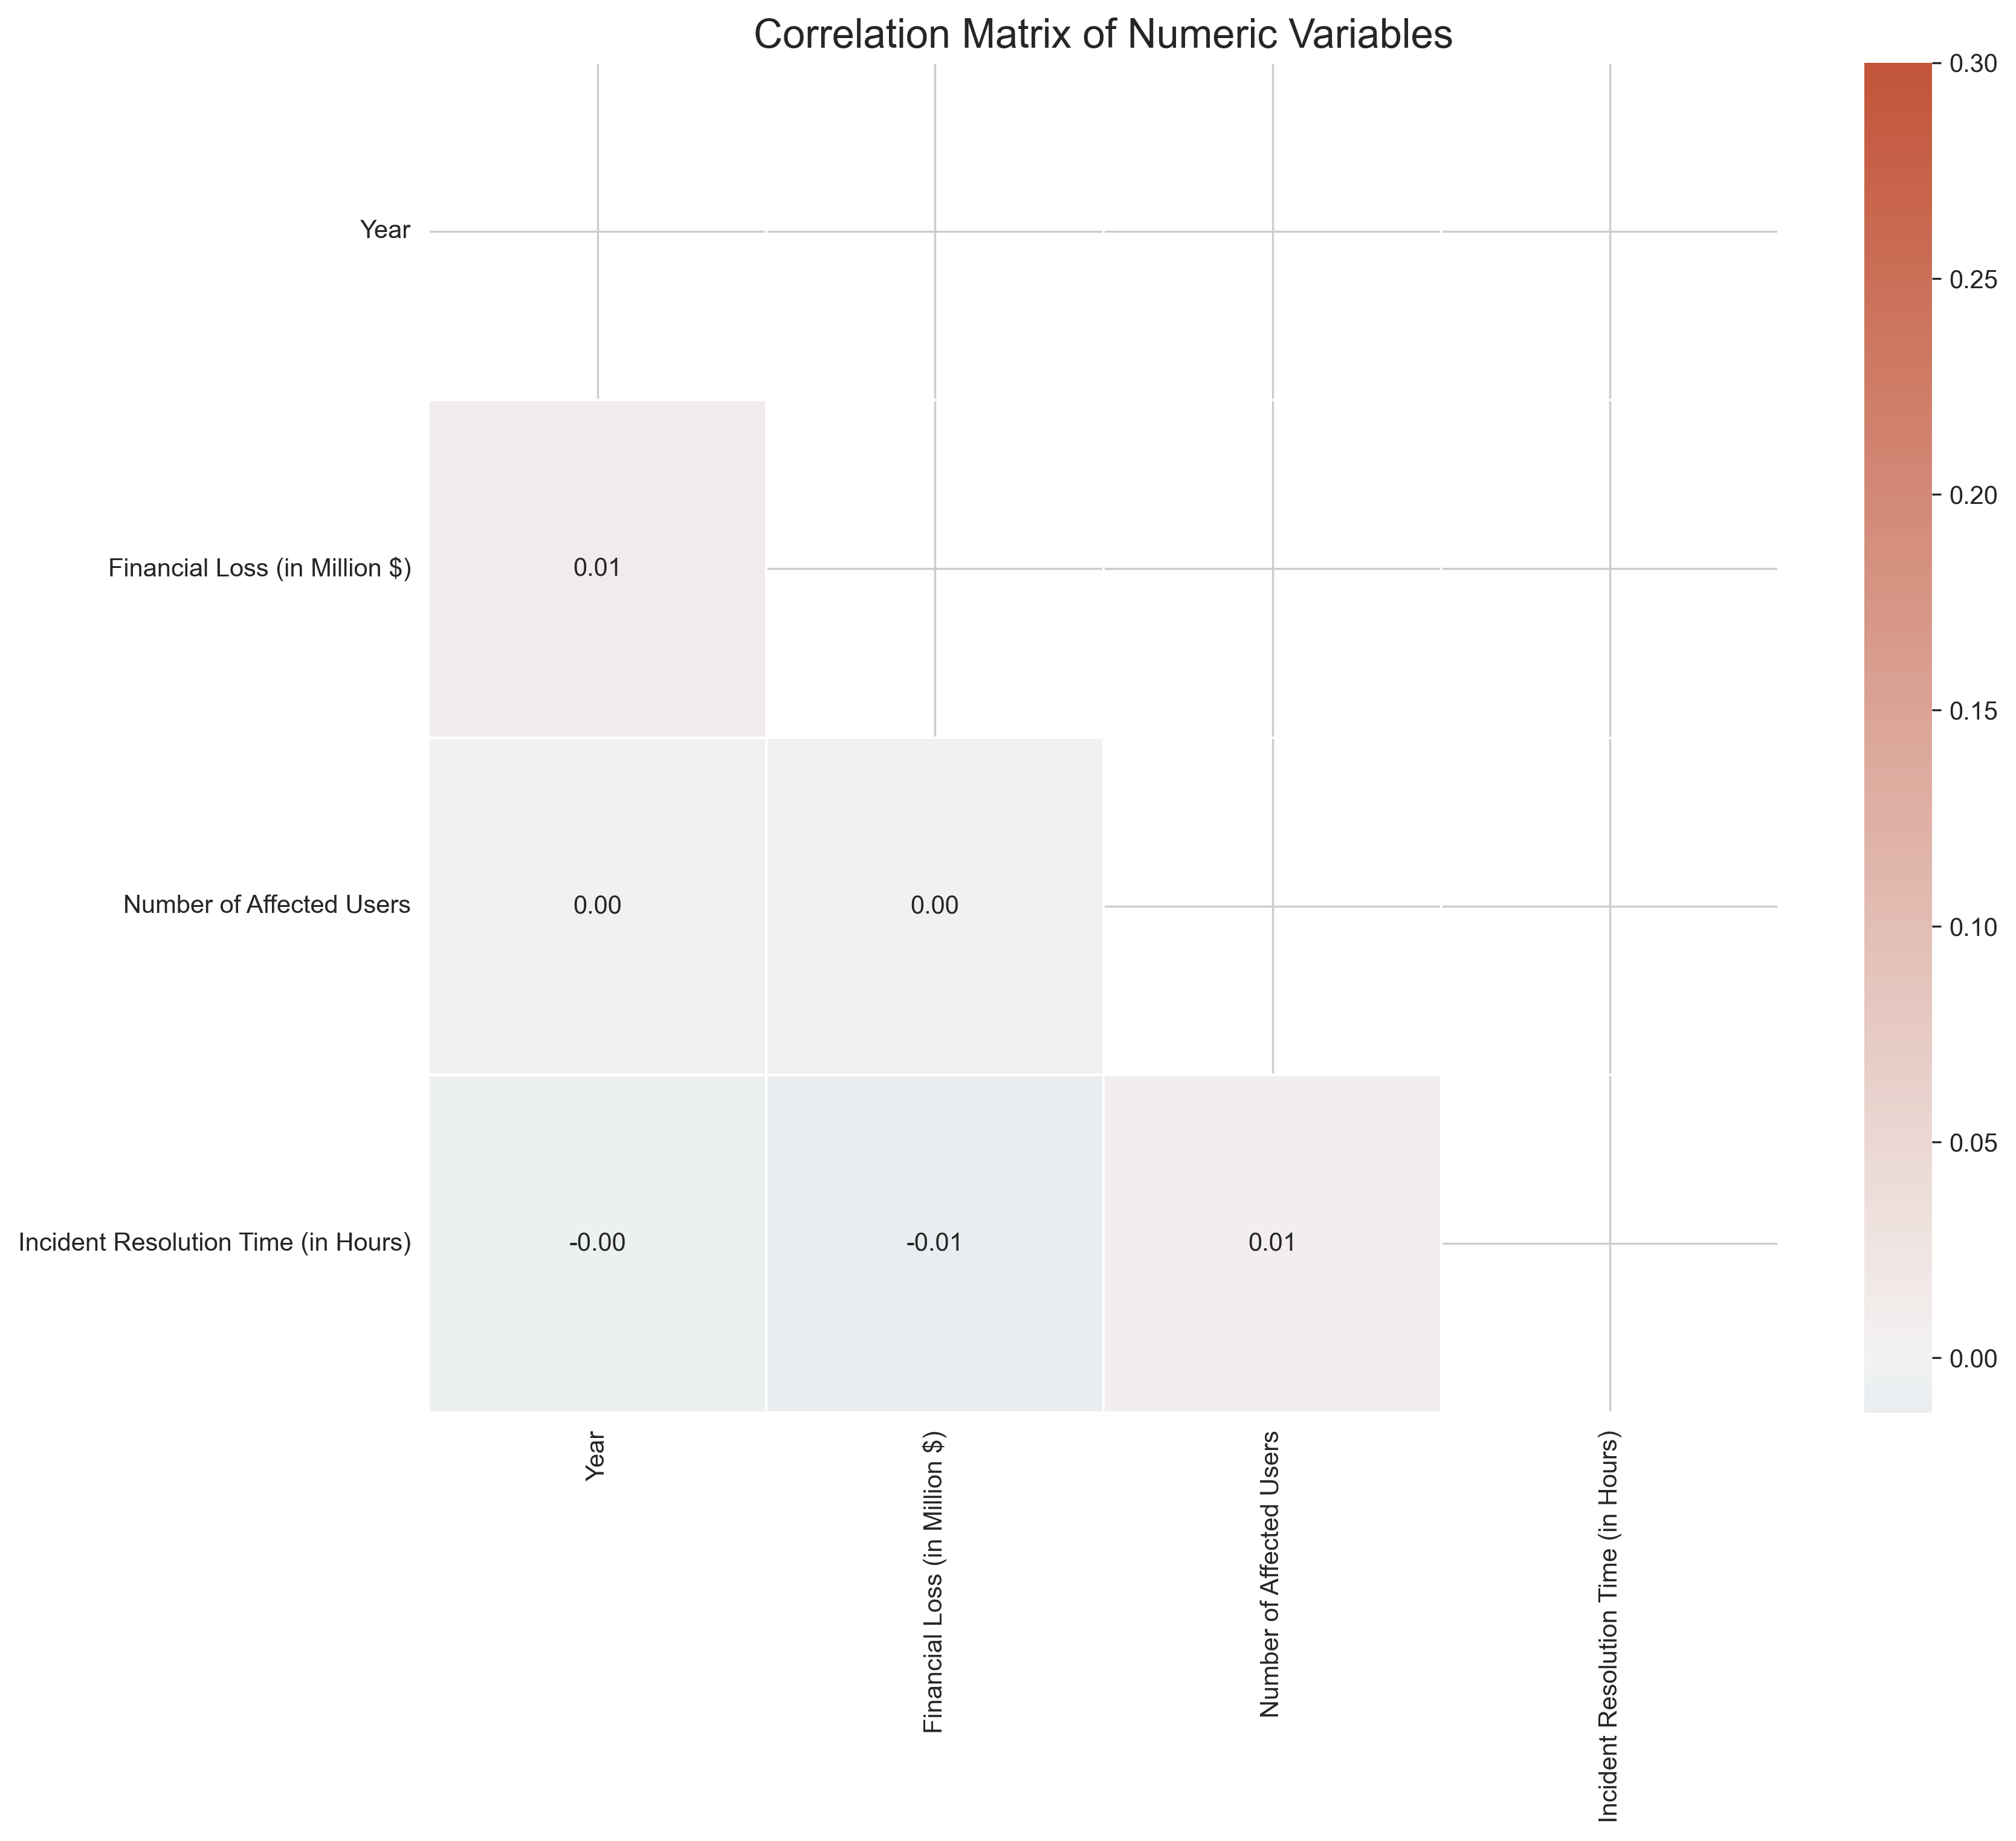 Correlation Matrix of Numeric Variables
0.30
0.25
0.20
0.15
0.10
0.05
0.00
Year
Financial Loss (in Million $)
0.01
Number of Affected Users
0.00
0.00
Incident Resolution Time (in Hours)
-0.00
-0.01
0.01
Year
Financial Loss (in Million $)
Number of Affected Users
Incident Resolution Time (in Hours)